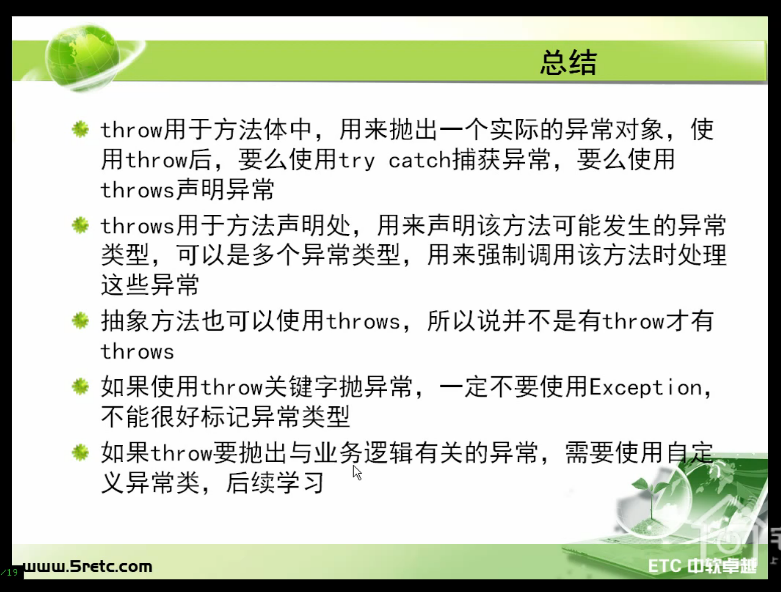 总结
throw用于方法体中，用来抛出一个实际的异常对象，使
用throw后，要么使用try catch捕获异常，要么使用
throws声明异常
throws用于方法声明处，用来声明该方法可能发生的异常
类型，可以是多个异常类型，用来强制调用该方法时处理
这些异常
抽象方法也可以使用throws，所以说并不是有throw才有
throws
如果使用throw关键字抛异常，一定不要使用Exception，
不能很好标记异常类型
如果throw要抛出与业务逻辑有关的异常，需要使用自定
义异常类，后续学习
/19
www.5retc.com
ETC 中软卓越